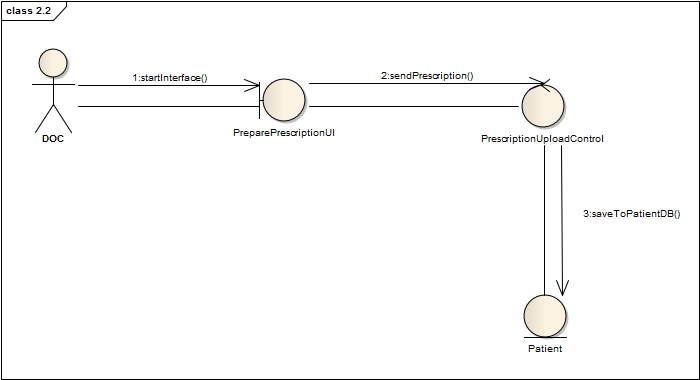 class 2.2
1:startInterface()
2:sendPrescription()
DOC
PreparePrescriptionUI
PrescriptionUploadControl
3:saveToPatientDB()
Patient